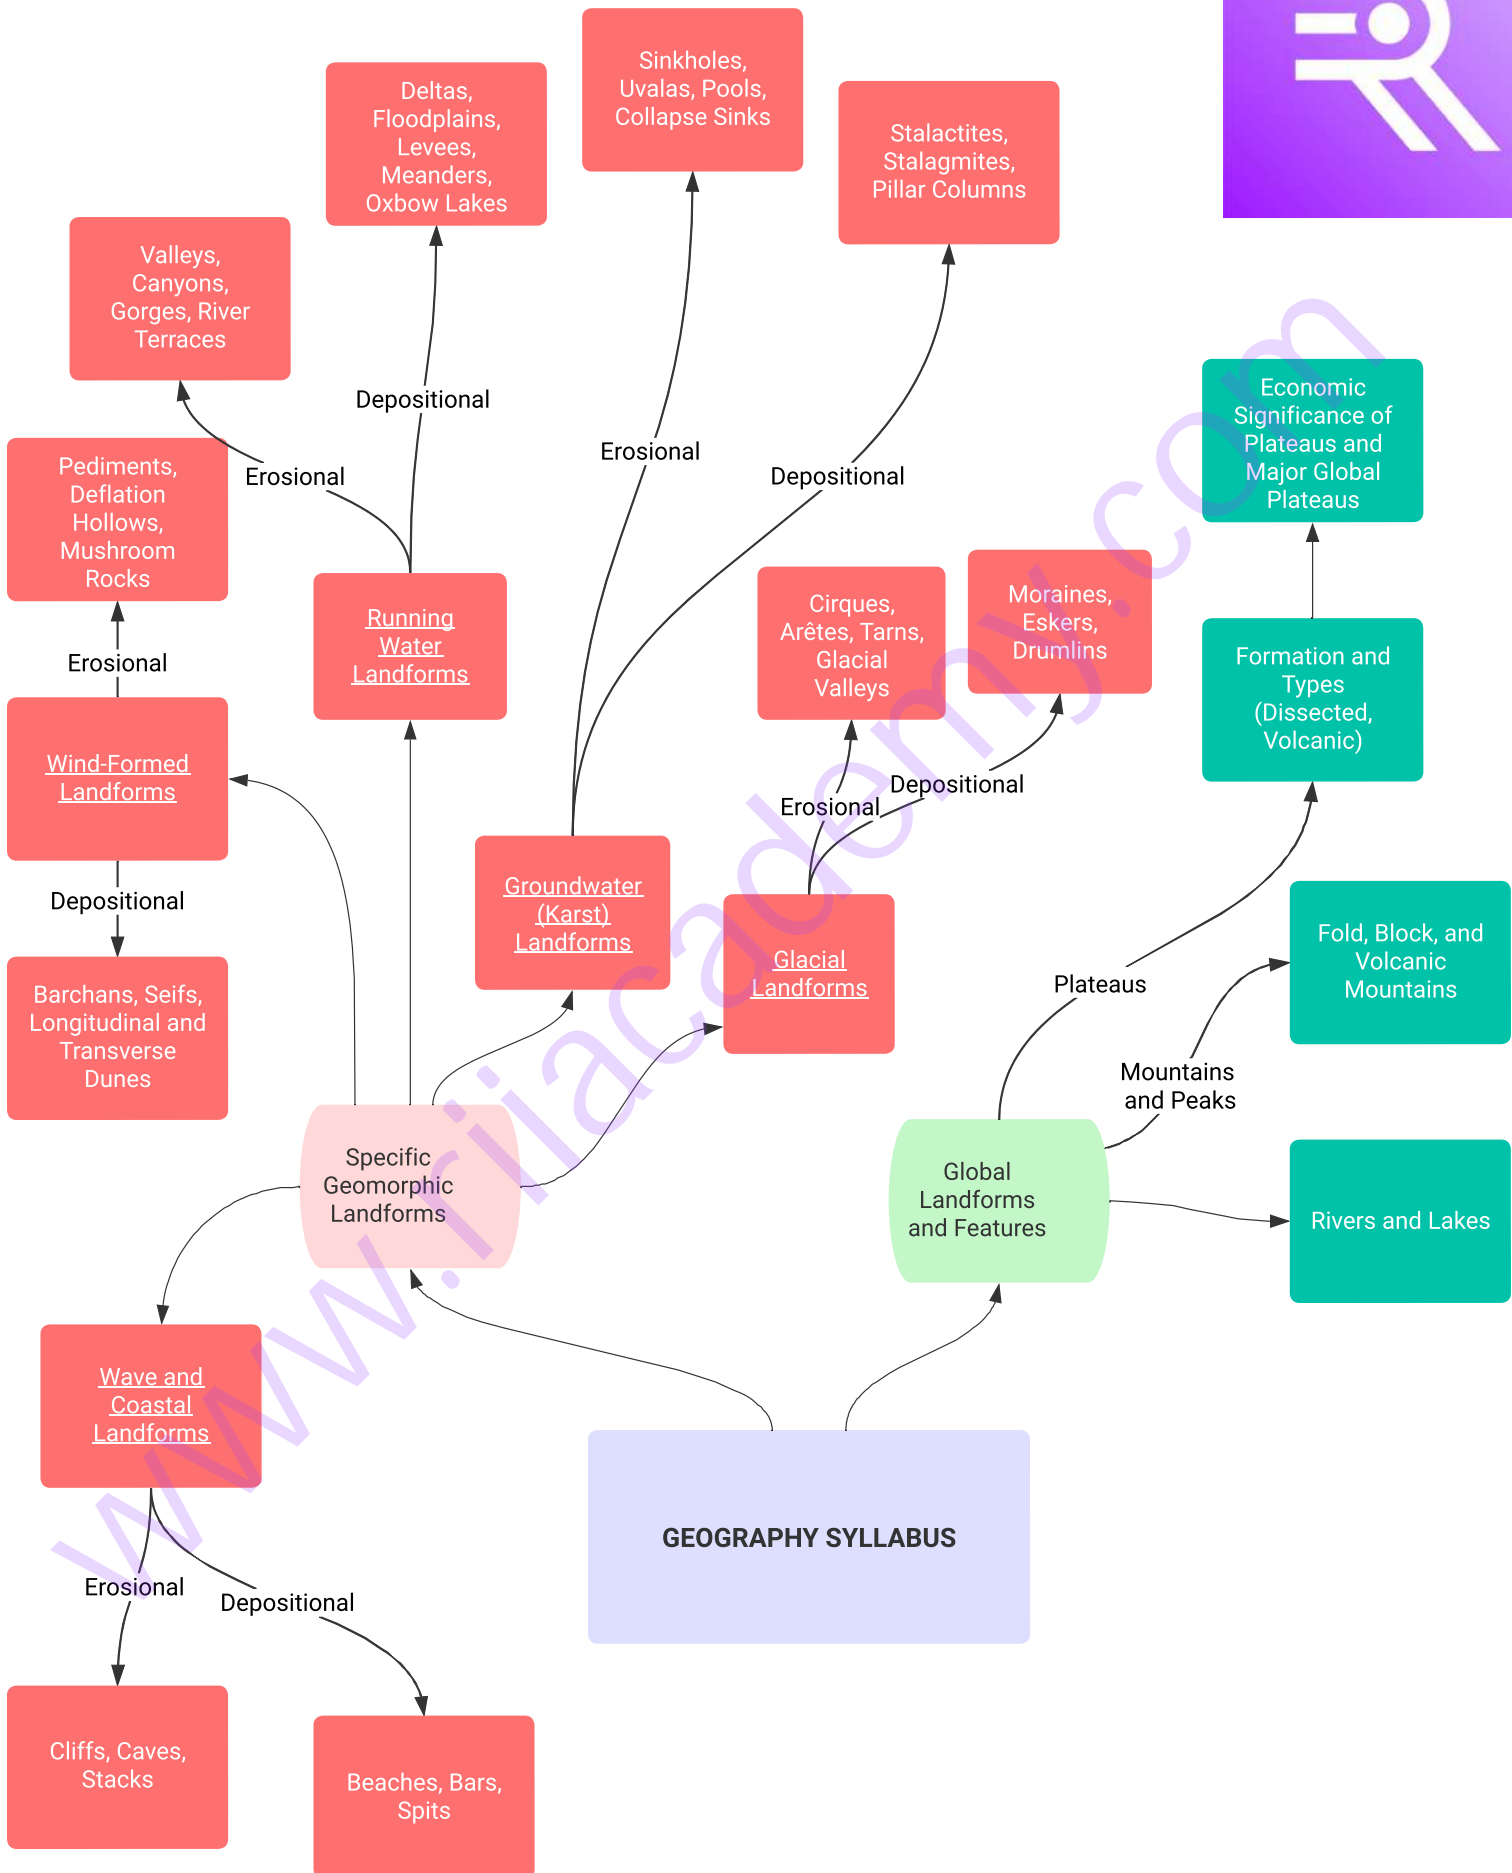 Sinkholes,
Uvalas, Pools,
Collapse Sinks
Deltas,
Floodplains,
Levees,
Meanders,
Oxbow Lakes
Stalactites,
Stalagmites,
Pillar Columns
Valleys,
Canyons,
Gorges, River
Terraces
Depositional
Erosional
Erosional
Depositional
Economic
Significance of
Plateaus and
Major Global
Plateaus
Pediments,
Deflation
Hollows,
Mushroom
Rocks
Running
Water
Landforms
Cirques,
Arêtes, Tarns,
Glacial
Valleys
Moraines,
Eskers,
Drumlins
Formation and
Types
(Dissected,
Volcanic)
Erosional
Wind-Formed
Landforms
Erosional
Depositional
Depositional
Groundwater
(Karst)
Landforms
Glacial
Landforms
Plateaus
Fold, Block, and
Volcanic
Mountains
Barchans, Seifs,
Longitudinal and
Transverse
Dunes
Mountains
and Peaks
Specific
Geomorphic
Landforms
Global
Landforms
and Features
Rivers and Lakes
Wave and
Coastal
Landforms
GEOGRAPHY SYLLABUS
Erosional
Depositional
Cliffs, Caves,
Stacks
Beaches, Bars,
Spits
www.riiacademy.com